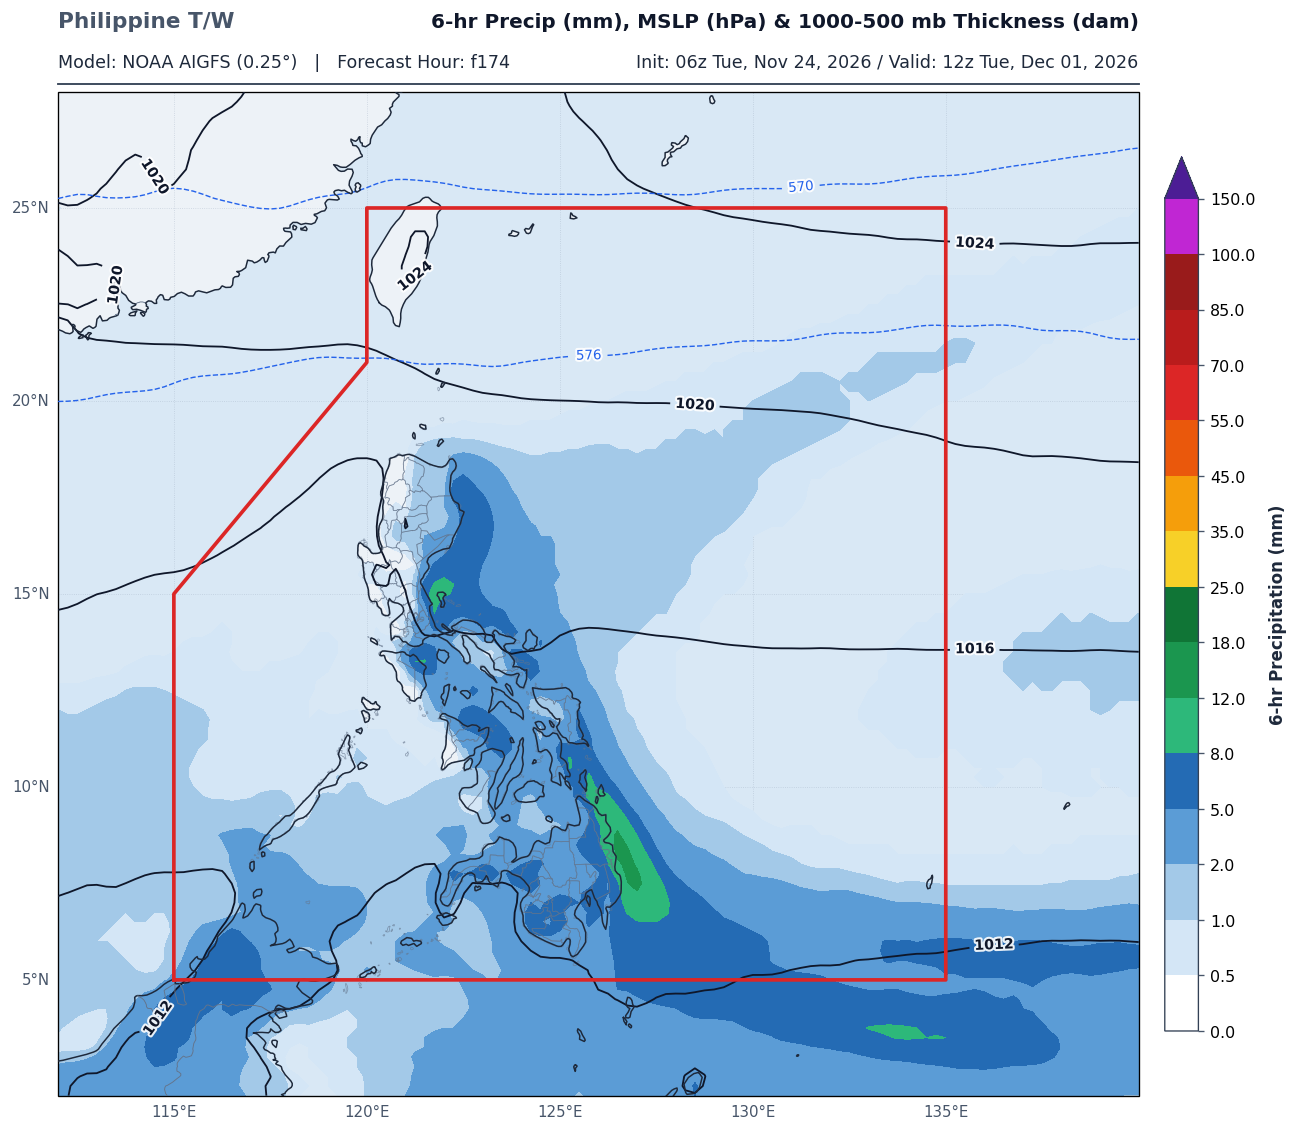 Philippine T/W
6-hr Precip (mm), MSLP (hPa) & 1000-500 mb Thickness (dam)
Model: NOAA AIGFS (0.25°) | Forecast Hour: f174
Init: 06z Tue, Nov 24, 2026 / Valid: 12z Tue, Dec 01, 2026
1020
570
25°N
1024
1020
1024
576
20°N
1020
15°N
1016
10°N
1012
5°N
1012
115°E
120°E
125°E
130°E
135°E
150.0
100.0
85.0
70.0
55.0
45.0
35.0
25.0
18.0
12.0
8.0
5.0
2.0
1.0
0.5
0.0
6-hr Precipitation (mm)